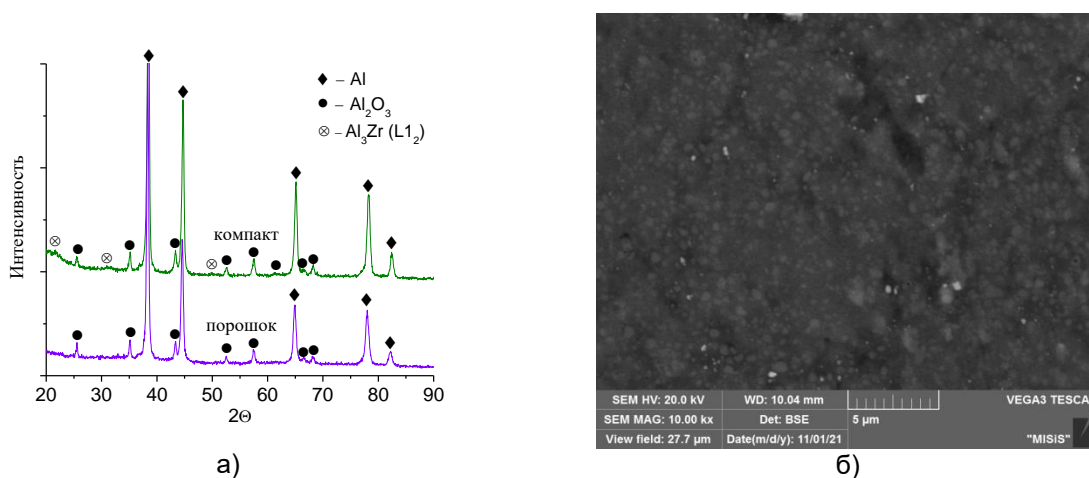 ◆ – Al
● – Al₂O₃
⊗ – Al₃Zr (L1₂)
Интенсивность
компакт
порошок
20 30 40 50 60 70 80 90
2Θ
а)
SEM HV: 20.0 kV WD: 10.04 mm VEGA3 TESCA
SEM MAG: 10.00 kx Det: BSE 5 µm
View field: 27.7 µm Date(m/d/y): 11/01/21 "MISiS"
б)